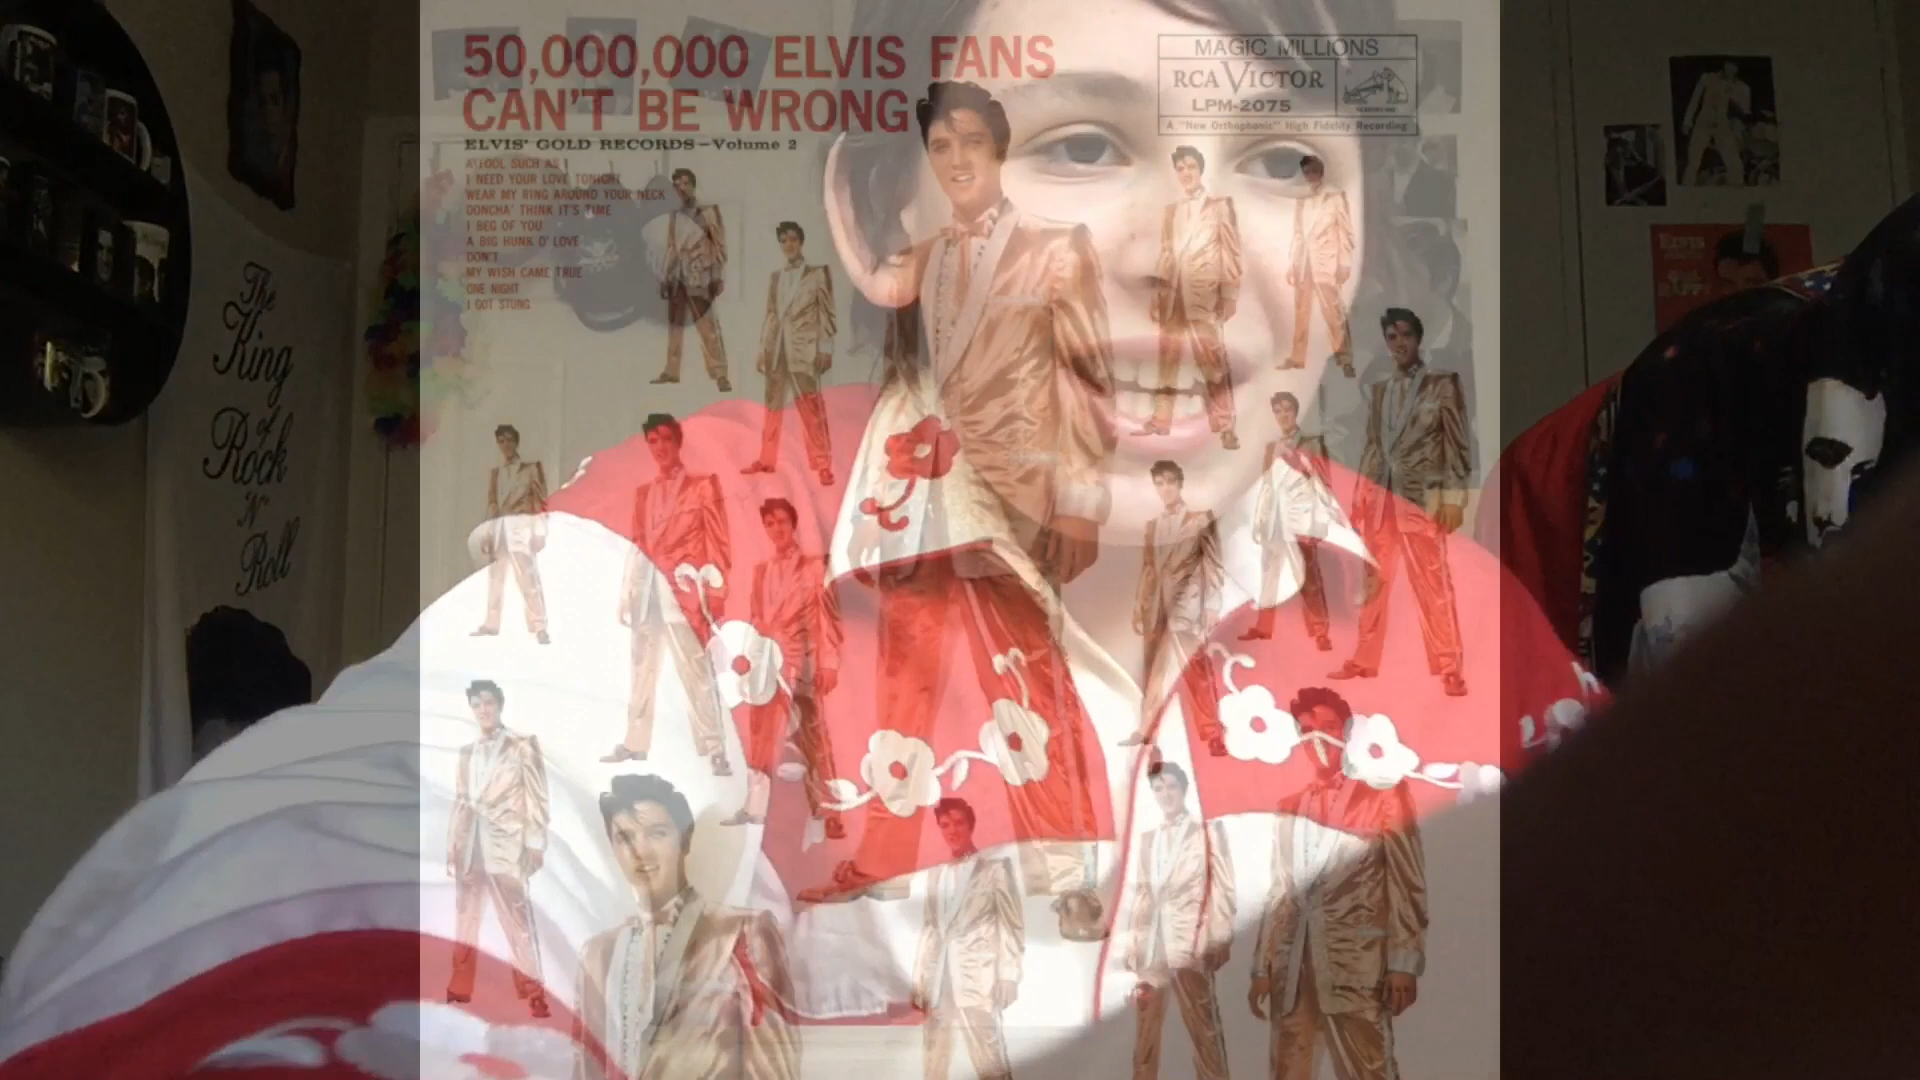 50,000,000 ELVIS FANS
CAN'T BE WRONG
ELVIS' GOLD RECORDS—Volume 2
A FOOL SUCH AS I
I NEED YOUR LOVE TONIGHT
WEAR MY RING AROUND YOUR NECK
DONCHA' THINK IT'S TIME
I BEG OF YOU
A BIG HUNK O' LOVE
DON'T
MY WISH CAME TRUE
ONE NIGHT
I GOT STUNG
MAGIC MILLIONS
RCA VICTOR
LPM-2075
A "New Orthophonic" High Fidelity Recording
The
King
of
Rock
'N'
Roll
ELVIS